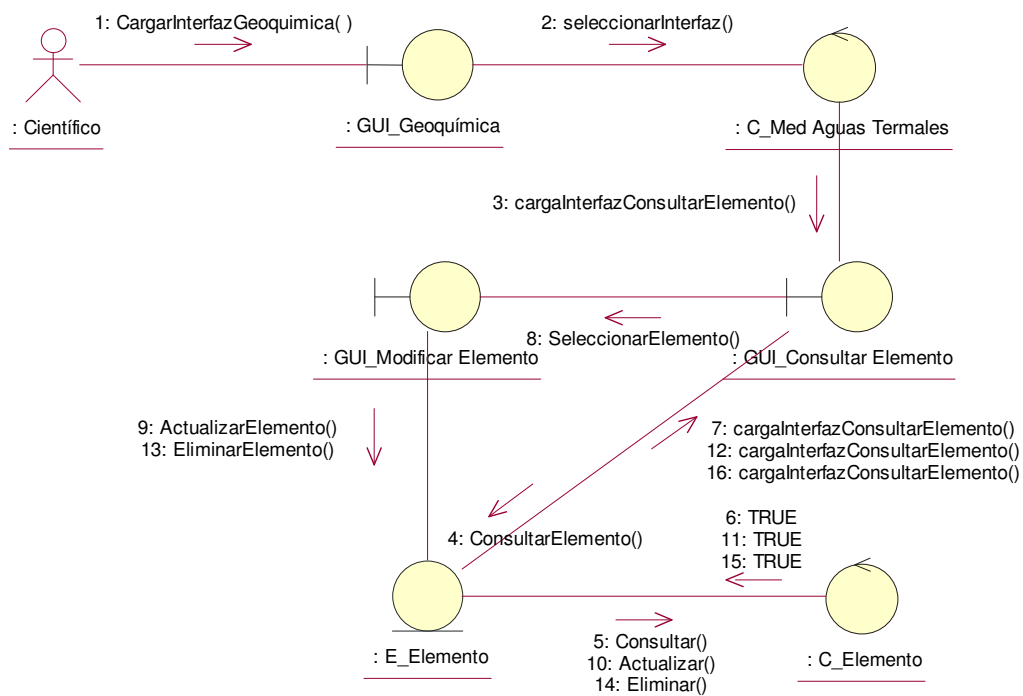 1: CargarInterfazGeoquimica( )
2: seleccionarInterfaz()
: Científico
: GUI_Geoquímica
: C_Med Aguas Termales
3: cargaInterfazConsultarElemento()
8: SeleccionarElemento()
: GUI_Modificar Elemento
: GUI_Consultar Elemento
9: ActualizarElemento()
13: EliminarElemento()
7: cargaInterfazConsultarElemento()
12: cargaInterfazConsultarElemento()
16: cargaInterfazConsultarElemento()
4: ConsultarElemento()
6: TRUE
11: TRUE
15: TRUE
: E_Elemento
5: Consultar()
10: Actualizar()
14: Eliminar()
: C_Elemento